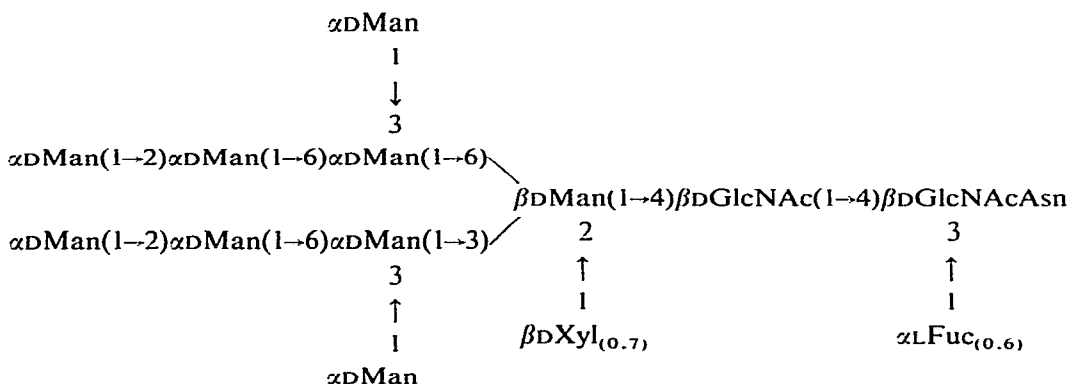 αDMan
1
↓
3
αDMan(1→2)αDMan(1→6)αDMan(1→6)
βDMan(1→4)βDGlcNAc(1→4)βDGlcNAcAsn
αDMan(1→2)αDMan(1→6)αDMan(1→3) 2 3
3 ↑ ↑
↑ 1 1
1 βDXyl(0.7) αLFuc(0.6)
αDMan